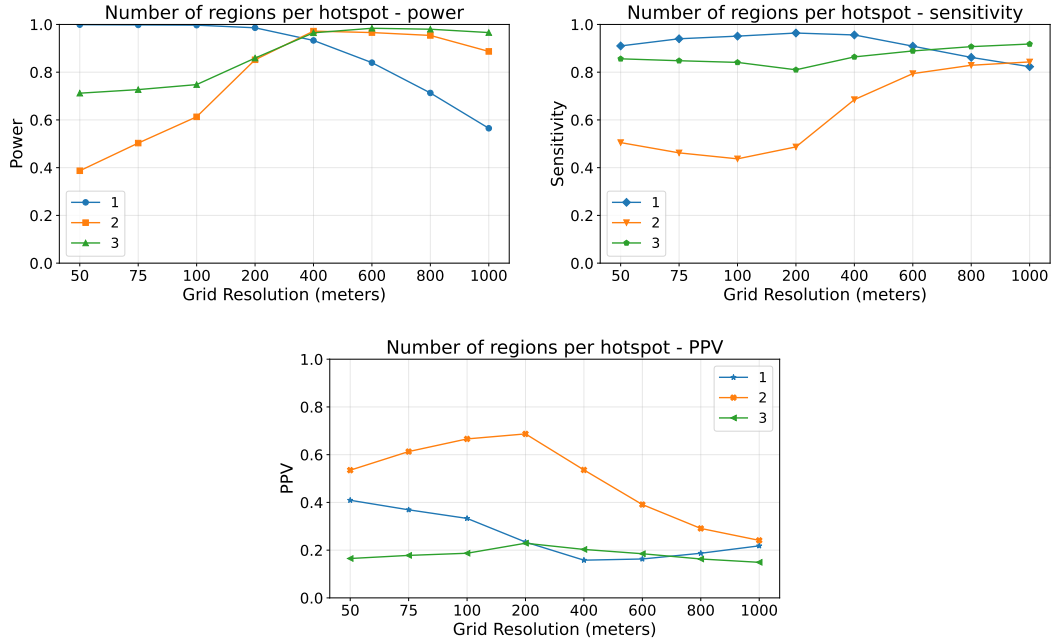 Number of regions per hotspot - power
1.0
0.8
0.6
0.4
0.2
0.0
Power
1
2
3
50 75 100 200 400 600 800 1000
Grid Resolution (meters)
Number of regions per hotspot - sensitivity
1.0
0.8
0.6
0.4
0.2
0.0
Sensitivity
1
2
3
50 75 100 200 400 600 800 1000
Grid Resolution (meters)
Number of regions per hotspot - PPV
1.0
0.8
0.6
0.4
0.2
0.0
PPV
1
2
3
50 75 100 200 400 600 800 1000
Grid Resolution (meters)